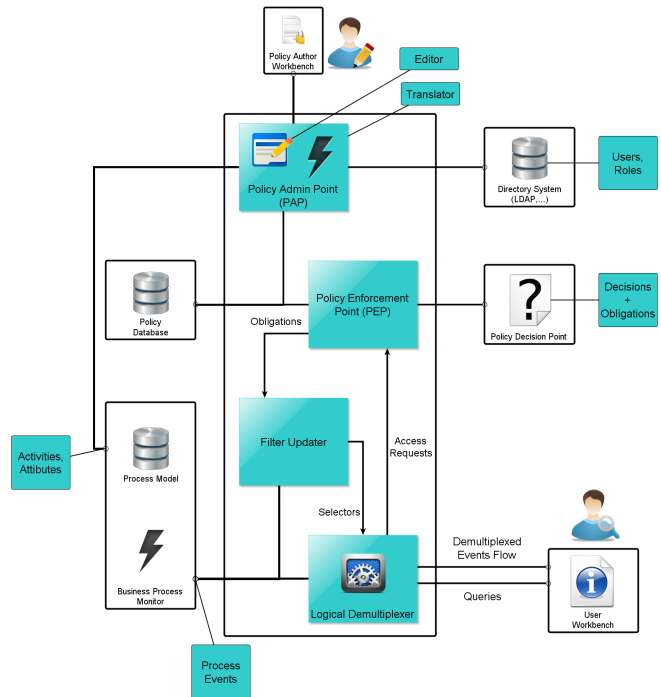 Policy Author
Workbench
Editor
Translator
Policy Admin Point
(PAP)
Directory System
(LDAP,...)
Users,
Roles
Policy
Database
Policy Enforcement
Point (PEP)
?
Policy Decision Point
Decisions
+
Obligations
Obligations
Filter Updater
Access
Requests
Activities,
Attibutes
Process Model
Selectors
Business Process
Monitor
Logical Demultiplexer
Demultiplexed
Events Flow
Queries
i
User
Workbench
Process
Events